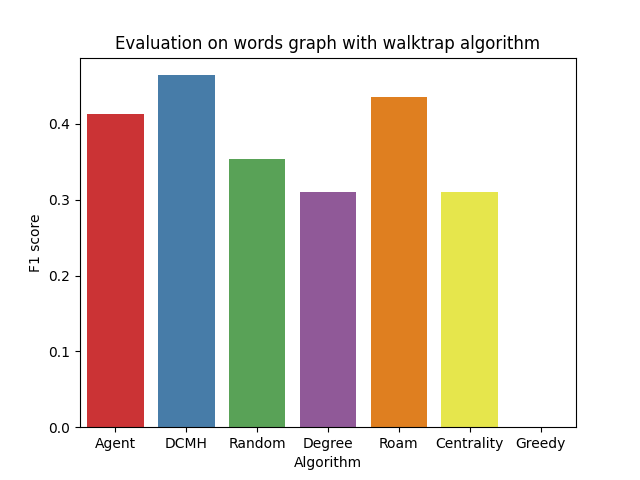 Evaluation on words graph with walktrap algorithm
F1 score
0.4
0.3
0.2
0.1
0.0
Agent DCMH Random Degree Roam Centrality Greedy
Algorithm